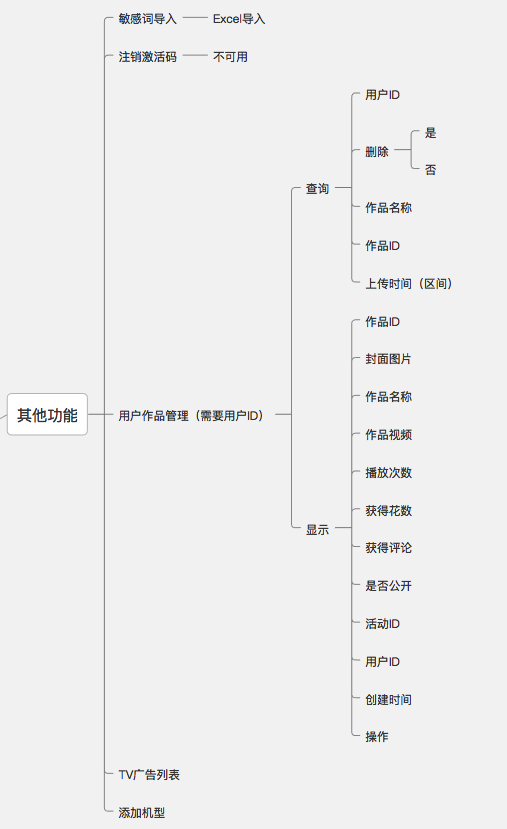 敏感词导入
Excel导入
注销激活码
不可用
用户ID
删除
是
否
查询
作品名称
作品ID
上传时间（区间）
作品ID
封面图片
作品名称
其他功能
用户作品管理（需要用户ID）
作品视频
播放次数
获得花数
显示
获得评论
是否公开
活动ID
用户ID
创建时间
操作
TV广告列表
添加机型